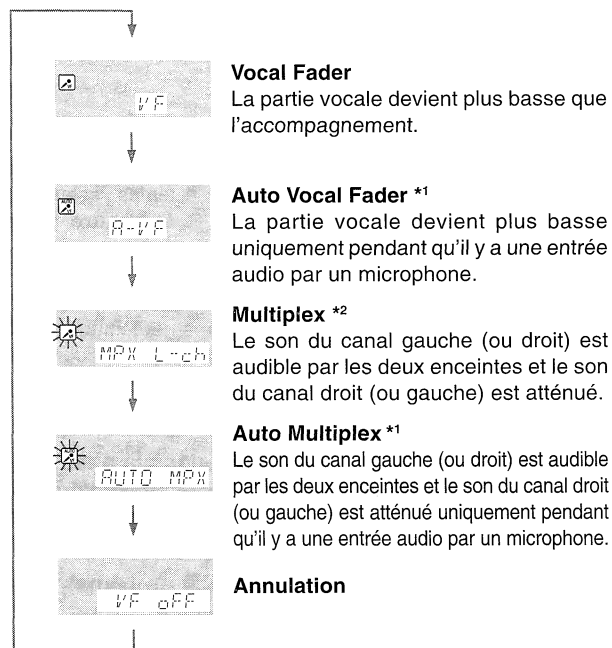 Vocal Fader
VF
La partie vocale devient plus basse que
l'accompagnement.
Auto Vocal Fader *1
AUTO
A-VF
La partie vocale devient plus basse
uniquement pendant qu'il y a une entrée
audio par un microphone.
Multiplex *2
MPX L-ch
Le son du canal gauche (ou droit) est
audible par les deux enceintes et le son
du canal droit (ou gauche) est atténué.
Auto Multiplex *1
AUTO MPX
Le son du canal gauche (ou droit) est audible
par les deux enceintes et le son du canal droit
(ou gauche) est atténué uniquement pendant
qu'il y a une entrée audio par un microphone.
Annulation
VF oFF